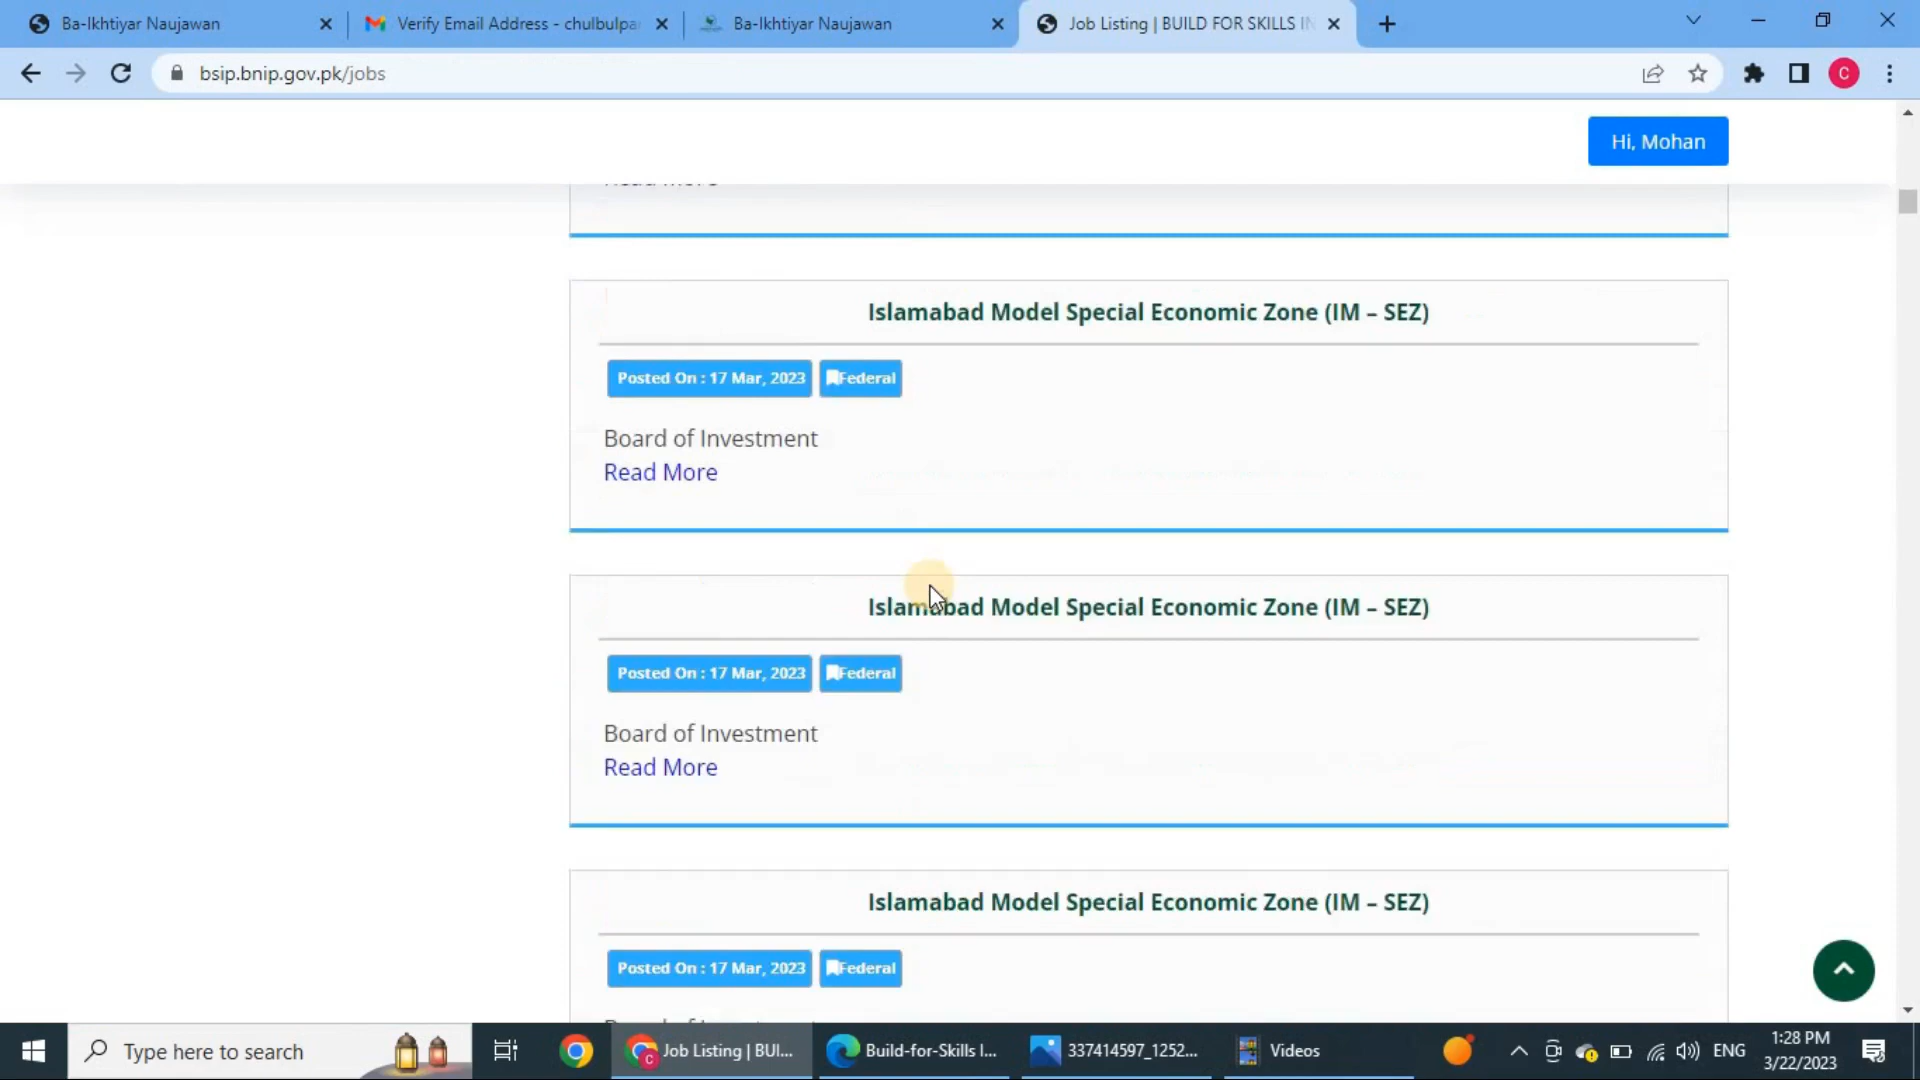 Ba-Ikhtiyar Naujawan
Verify Email Address - chulbulpa
Ba-Ikhtiyar Naujawan
Job Listing | BUILD FOR SKILLS IN
bsip.bnip.gov.pk/jobs
C
Hi, Mohan
Islamabad Model Special Economic Zone (IM – SEZ)
Posted On : 17 Mar, 2023 Federal
Board of Investment
Read More
Islamabad Model Special Economic Zone (IM – SEZ)
Posted On : 17 Mar, 2023 Federal
Board of Investment
Read More
Islamabad Model Special Economic Zone (IM – SEZ)
Posted On : 17 Mar, 2023 Federal
Type here to search
Job Listing | BUI...
Build-for-Skills I...
337414597_1252...
Videos
ENG
1:28 PM
3/22/2023